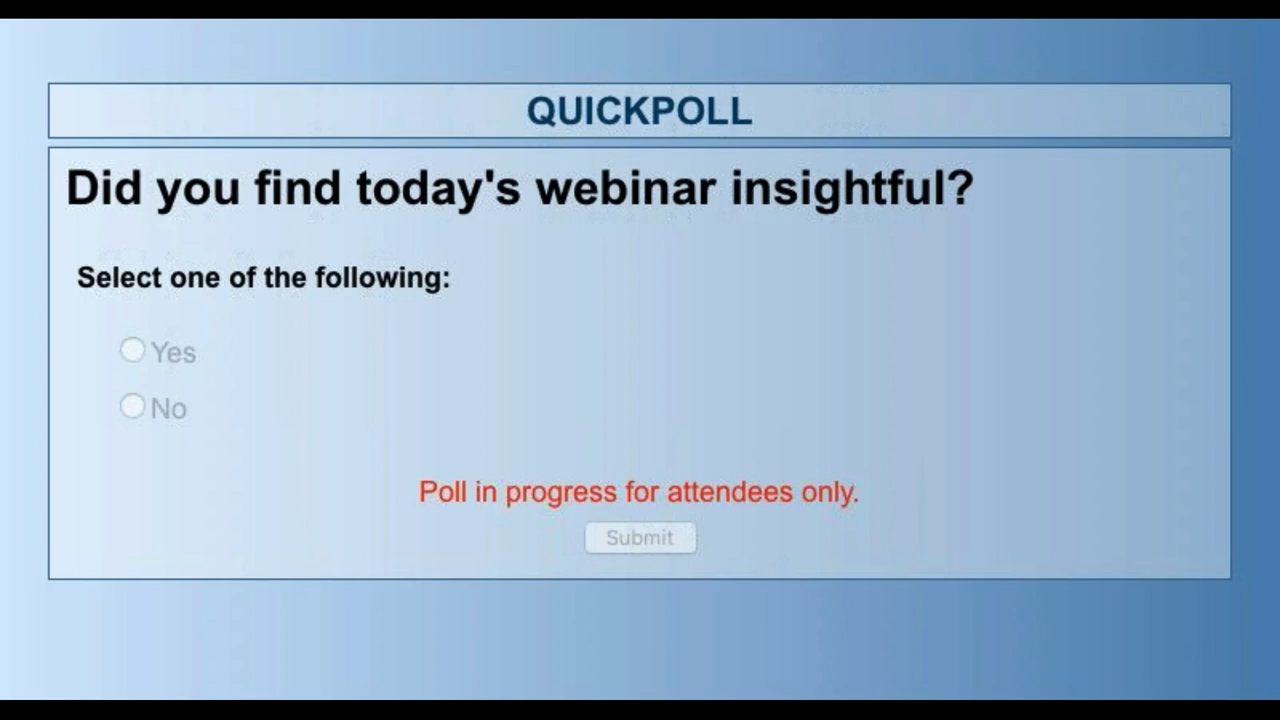 QUICKPOLL
Did you find today's webinar insightful?
Select one of the following:
Yes
No
Poll in progress for attendees only.
Submit